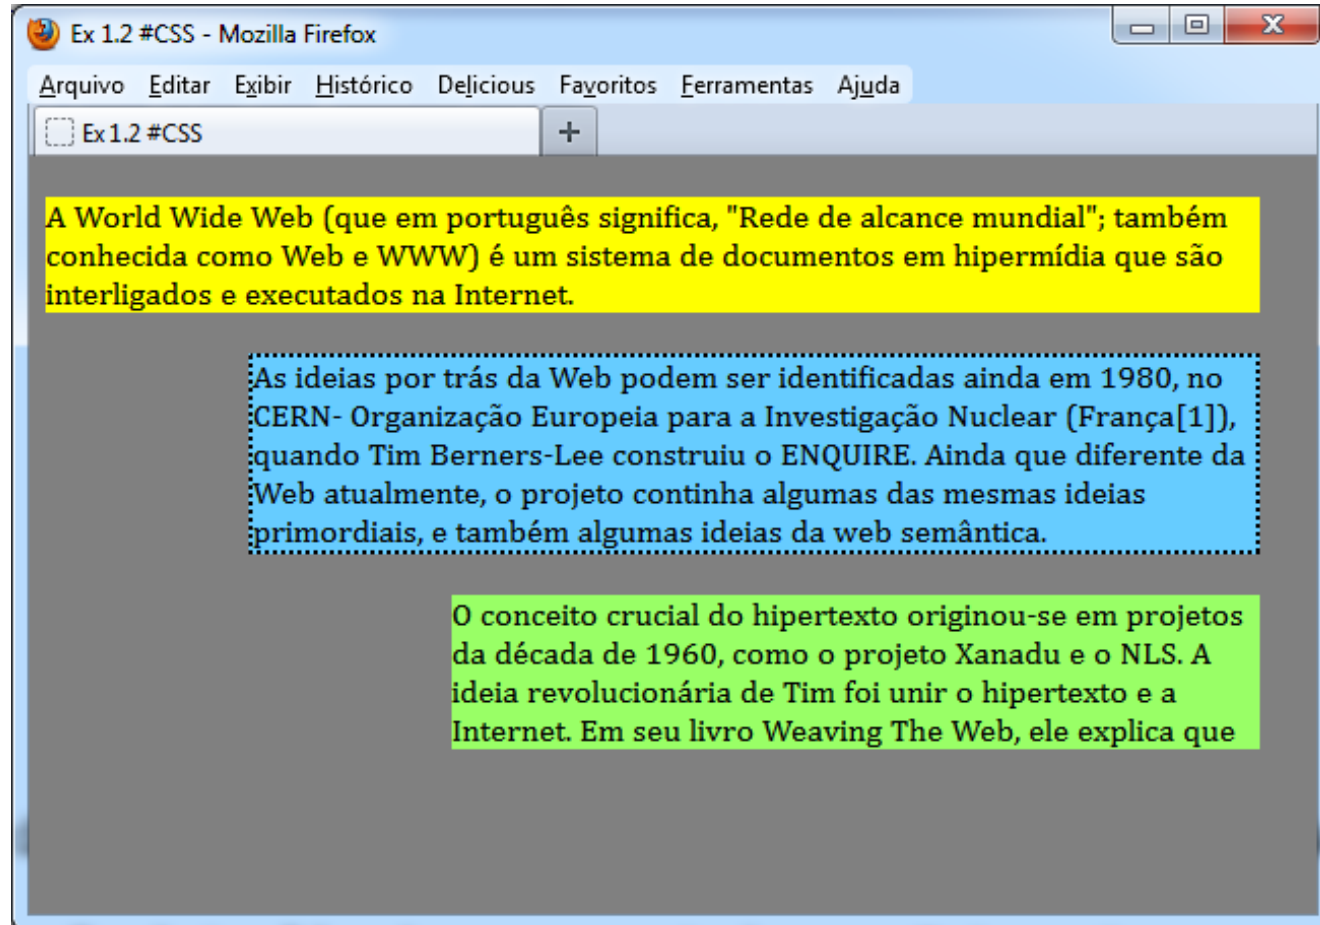 Ex 1.2 #CSS - Mozilla Firefox
Arquivo Editar Exibir Histórico Delicious Favoritos Ferramentas Ajuda
Ex 1.2 #CSS
A World Wide Web (que em português significa, "Rede de alcance mundial"; também
conhecida como Web e WWW) é um sistema de documentos em hipermídia que são
interligados e executados na Internet.
As ideias por trás da Web podem ser identificadas ainda em 1980, no
CERN- Organização Europeia para a Investigação Nuclear (França[1]),
quando Tim Berners-Lee construiu o ENQUIRE. Ainda que diferente da
Web atualmente, o projeto continha algumas das mesmas ideias
primordiais, e também algumas ideias da web semântica.
O conceito crucial do hipertexto originou-se em projetos
da década de 1960, como o projeto Xanadu e o NLS. A
ideia revolucionária de Tim foi unir o hipertexto e a
Internet. Em seu livro Weaving The Web, ele explica que